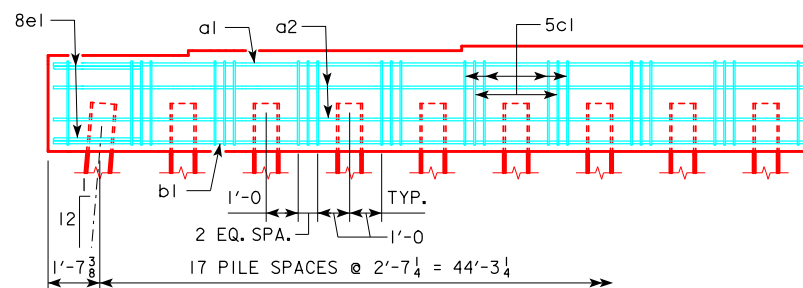 8e1
a1
a2
5c1
b1
12
1'-0
TYP.
2 EQ. SPA.
1'-0
1'-7 3/8
17 PILE SPACES @ 2'-7 1/4 = 44'-3 1/4